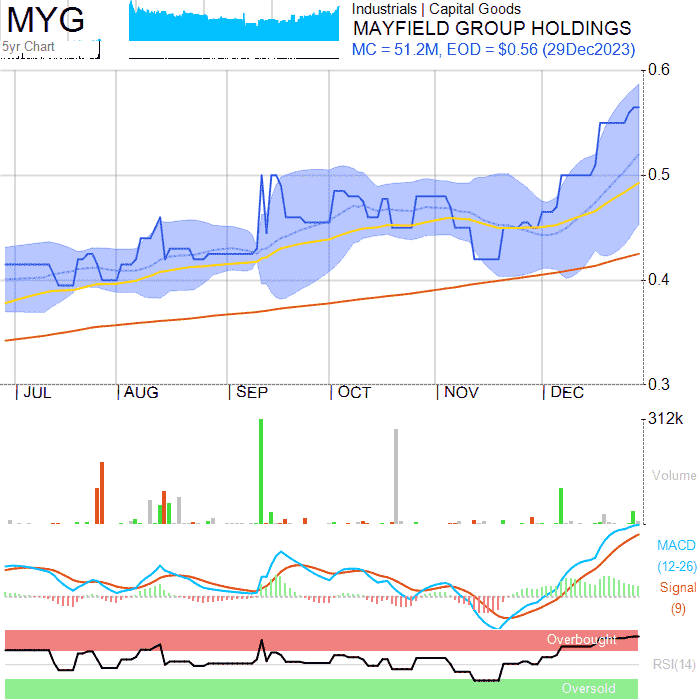 MYG
5yr Chart
Industrials | Capital Goods
MAYFIELD GROUP HOLDINGS
MC = 51.2M, EOD = $0.56 (29Dec2023)
0.6
0.5
0.4
0.3
JUL AUG SEP OCT NOV DEC
312k
Volume
MACD
(12-26)
Signal
(9)
Overbought
RSI(14)
Oversold